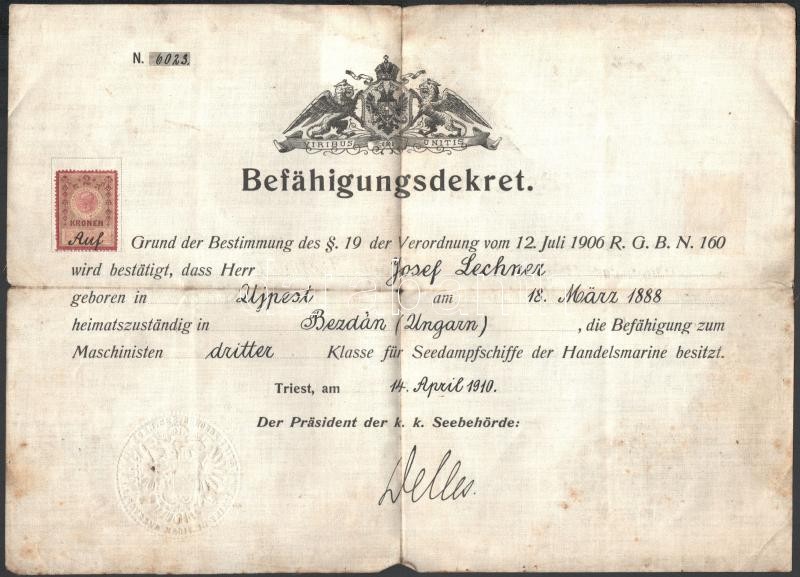 N. 6023.
VIRIBUS UNITIS
Befähigungsdekret.
2
KRONEN
Auf Grund der Bestimmung des §. 19 der Verordnung vom 12. Juli 1906 R. G. B. N. 160
wird bestätigt, dass Herr Josef Lechner
geboren in Ujpest am 18. März 1888
heimatszuständig in Bezdán (Ungarn), die Befähigung zum
Maschinisten dritter Klasse für Seedampfschiffe der Handelsmarine besitzt.
Triest, am 14. April 1910.
Der Präsident der k. k. Seebehörde:
Delles.